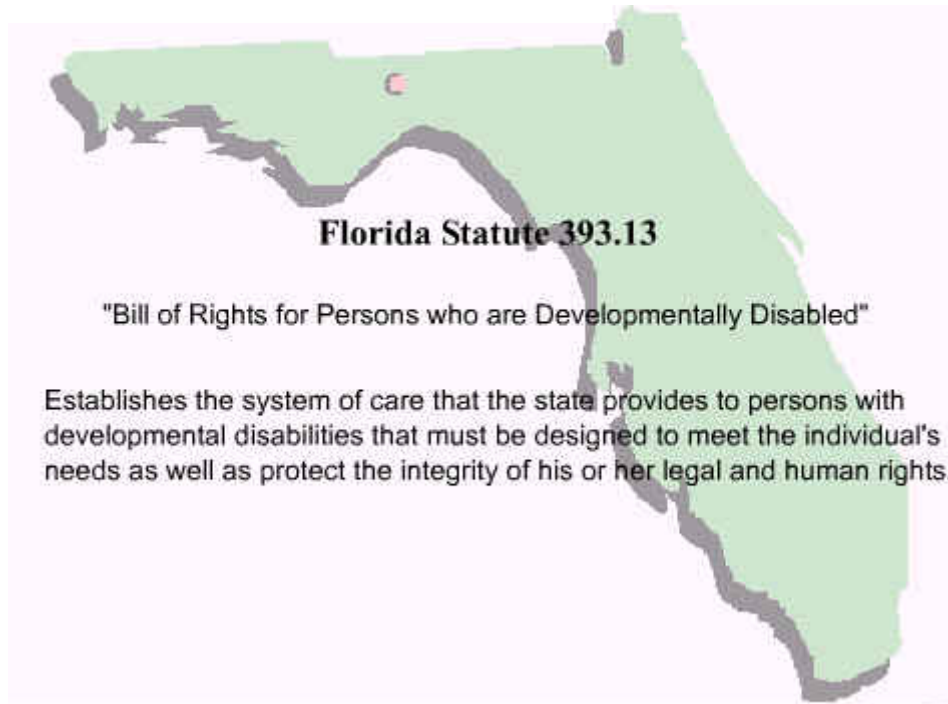 Florida Statute 393.13
"Bill of Rights for Persons who are Developmentally Disabled"
Establishes the system of care that the state provides to persons with
developmental disabilities that must be designed to meet the individual's
needs as well as protect the integrity of his or her legal and human rights